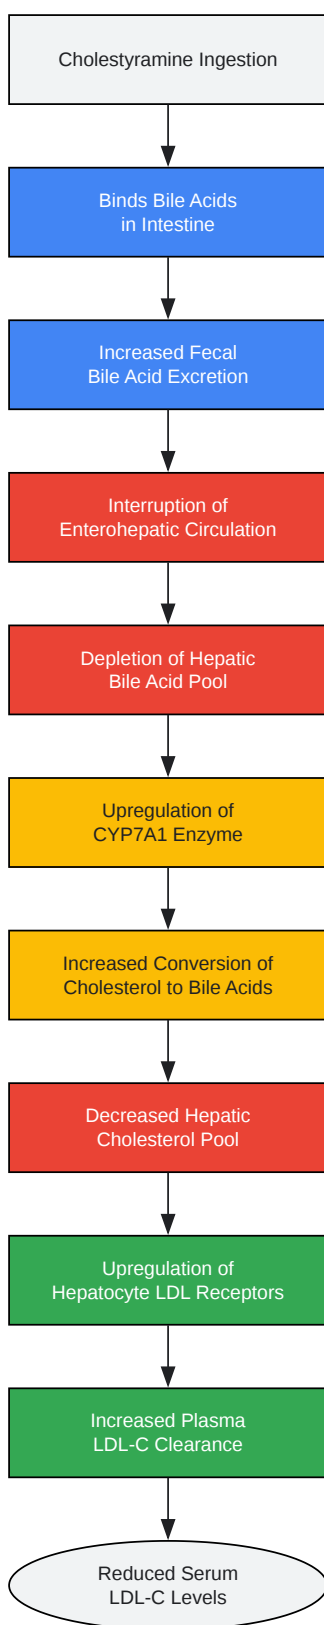 Cholestyramine Ingestion
Binds Bile Acids
in Intestine
Increased Fecal
Bile Acid Excretion
Interruption of
Enterohepatic Circulation
Depletion of Hepatic
Bile Acid Pool
Upregulation of
CYP7A1 Enzyme
Increased Conversion of
Cholesterol to Bile Acids
Decreased Hepatic
Cholesterol Pool
Upregulation of
Hepatocyte LDL Receptors
Increased Plasma
LDL-C Clearance
Reduced Serum
LDL-C Levels